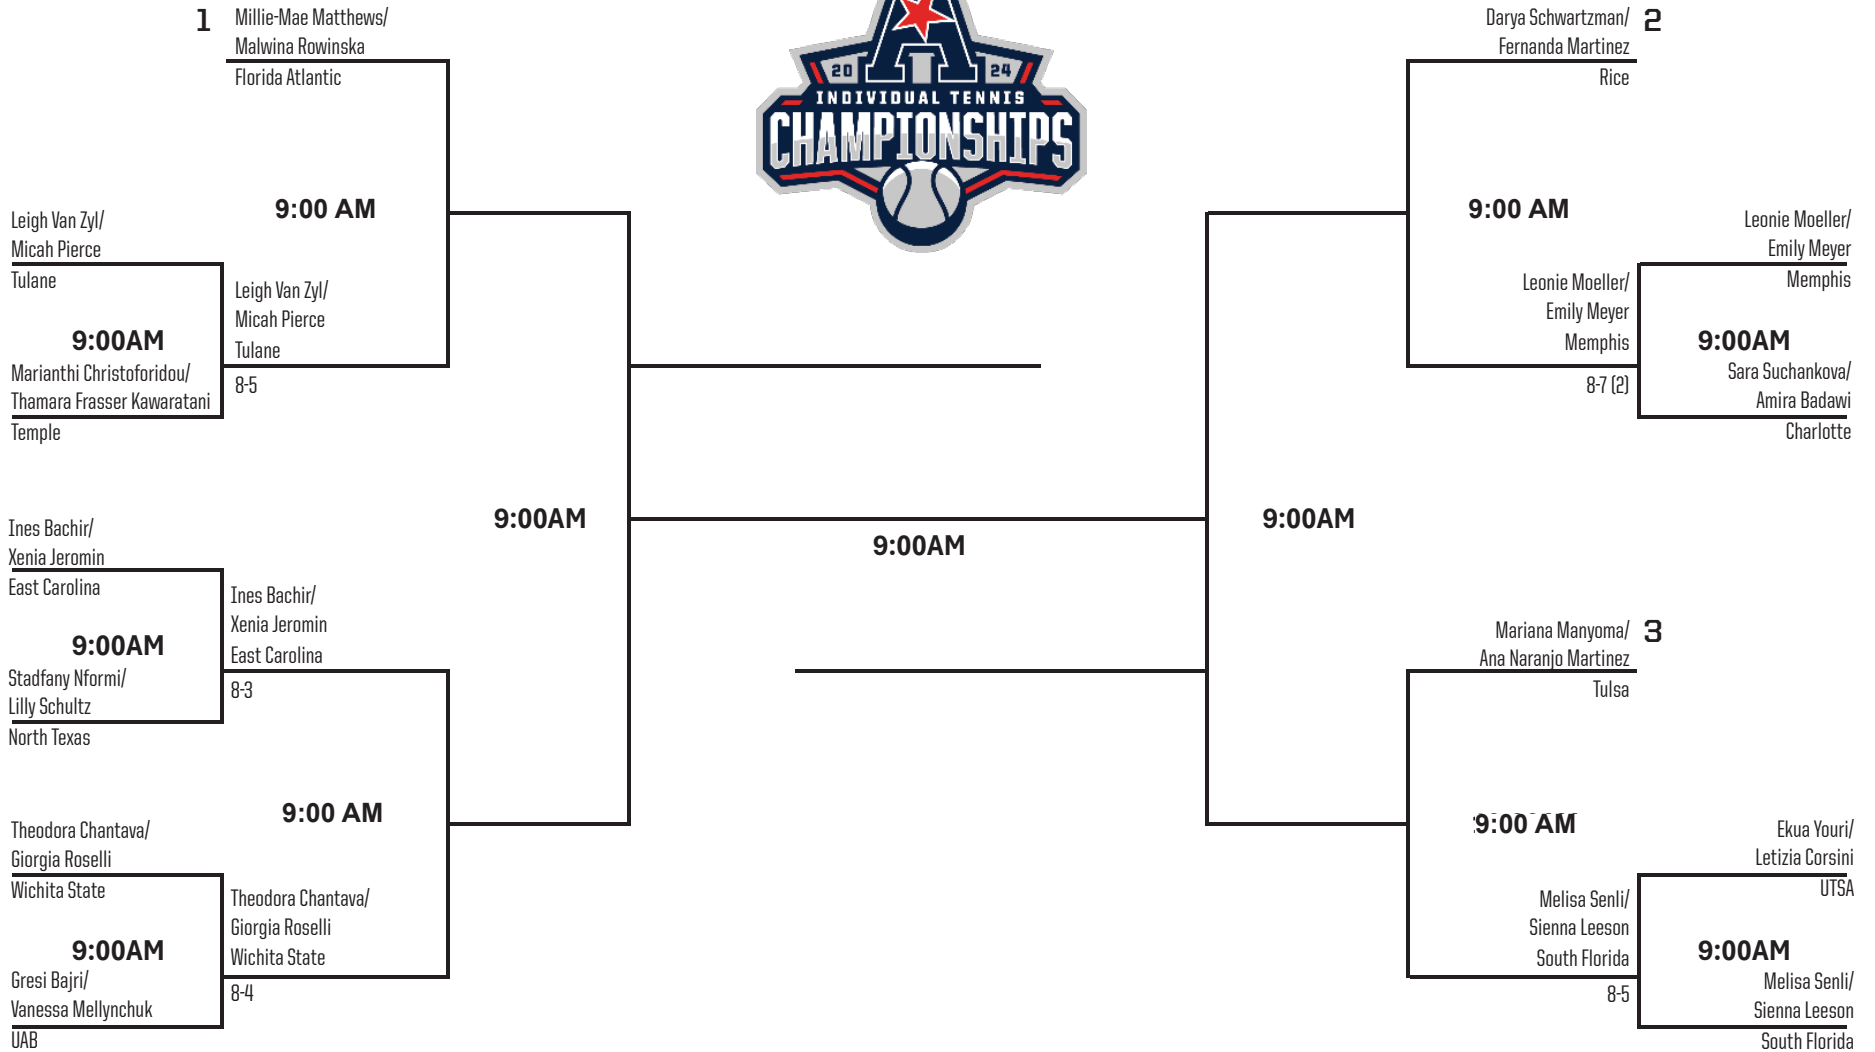 1
Millie-Mae Matthews/
Malwina Rowinska
Florida Atlantic
9:00 AM
Leigh Van Zyl/
Micah Pierce
Tulane
9:00AM
Marianthi Christoforidou/
Thamara Frasser Kawaratani
Temple
Leigh Van Zyl/
Micah Pierce
Tulane
8-5
9:00AM
Ines Bachir/
Xenia Jeromin
East Carolina
9:00AM
Stadfany Nformi/
Lilly Schultz
North Texas
Ines Bachir/
Xenia Jeromin
East Carolina
8-3
9:00 AM
Theodora Chantava/
Giorgia Roselli
Wichita State
9:00AM
Gresi Bajri/
Vanessa Mellynchuk
UAB
Theodora Chantava/
Giorgia Roselli
Wichita State
8-4
A
20 24
INDIVIDUAL TENNIS
CHAMPIONSHIPS
9:00AM
Darya Schwartzman/
Fernanda Martinez
Rice
2
9:00 AM
Leonie Moeller/
Emily Meyer
Memphis
8-7 (2)
Leonie Moeller/
Emily Meyer
Memphis
9:00AM
Sara Suchankova/
Amira Badawi
Charlotte
9:00AM
Mariana Manyoma/
Ana Naranjo Martinez
Tulsa
3
9:00 AM
Melisa Senli/
Sienna Leeson
South Florida
8-5
Ekua Youri/
Letizia Corsini
UTSA
9:00AM
Melisa Senli/
Sienna Leeson
South Florida